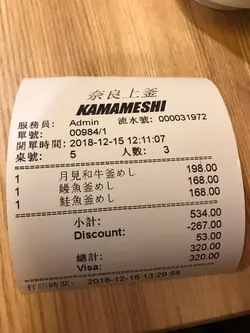 奈良上釜
KAMAMESHI
服務員: Admin 流水號: 000031972
單號: 00984/1
開單時間: 2018-12-15 12:11:07
桌號: 5 人數: 3
1 月見和牛釜めし 198.00
1 鰻魚釜めし 168.00
1 鮭魚釜めし 168.00
小計: 534.00
Discount: -267.00
53.00
總計: 320.00
Visa: 320.00
打印時間: 2018-12-15 13:29:55